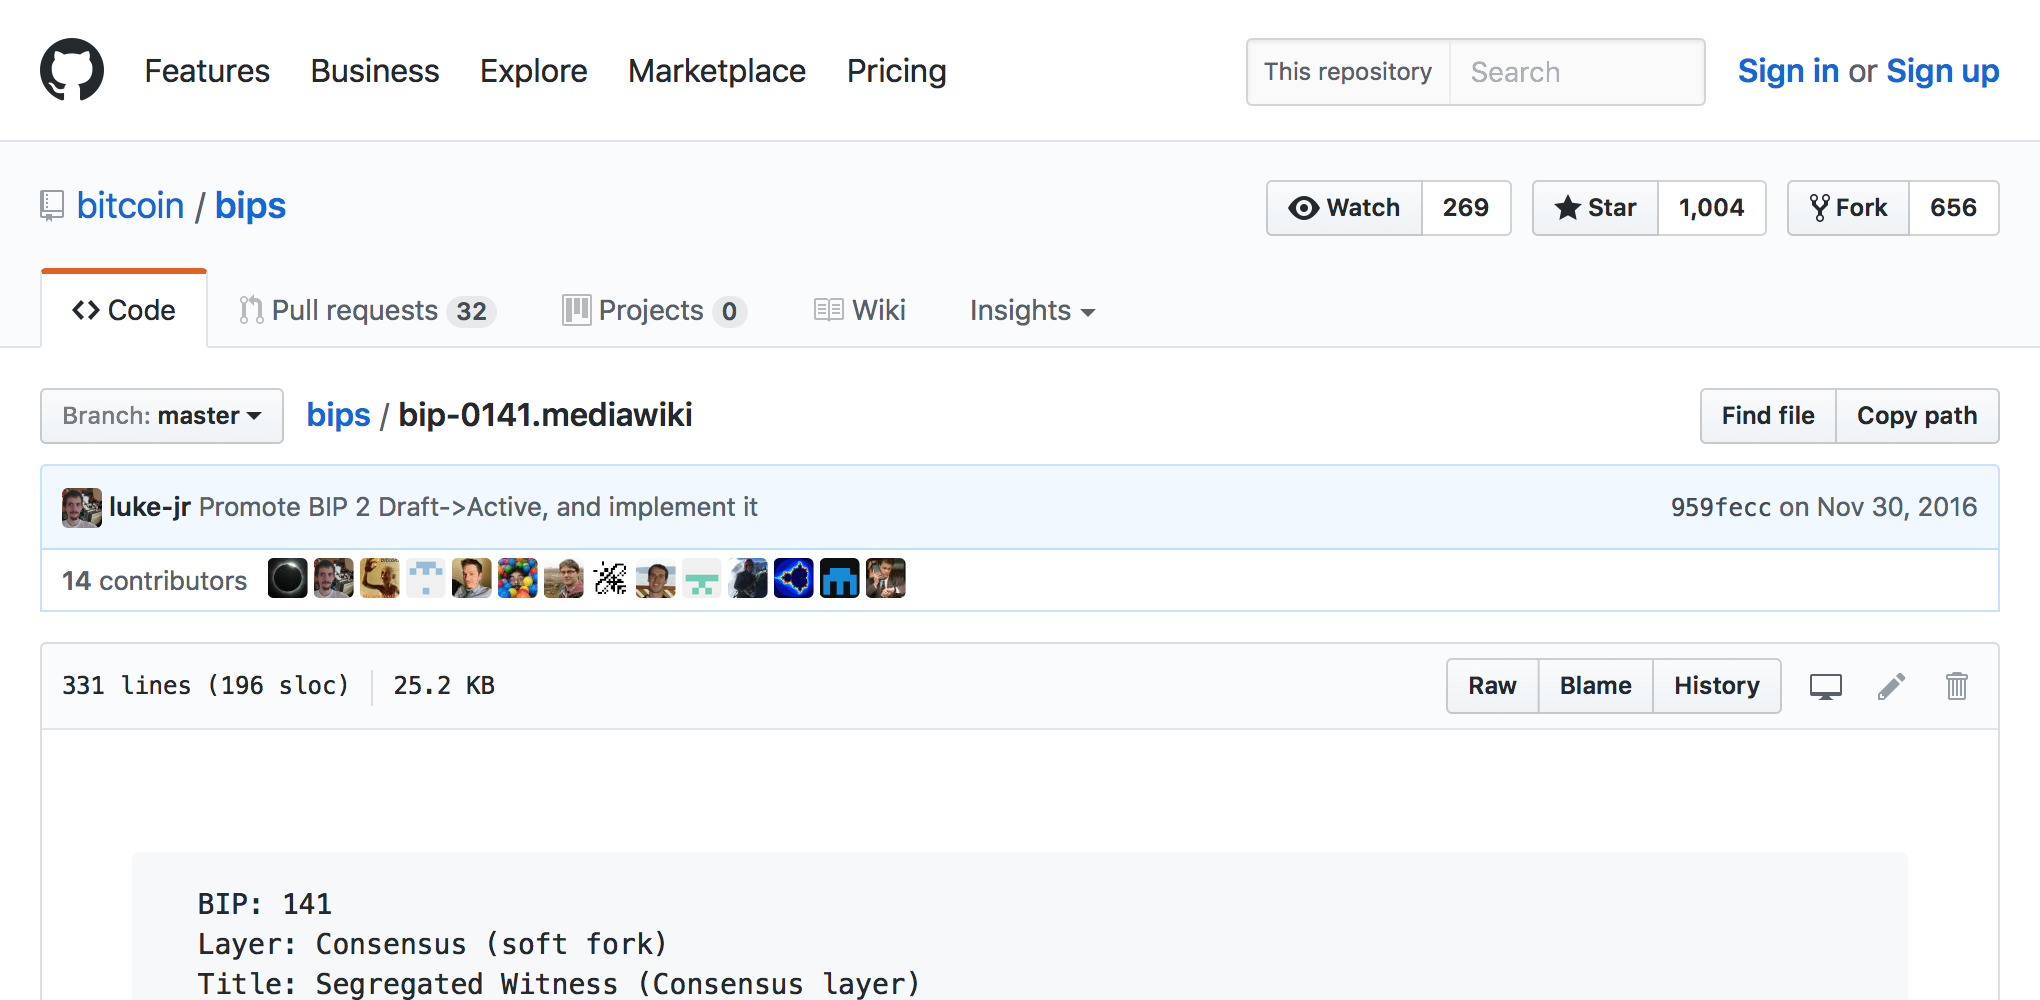 Features Business Explore Marketplace Pricing This repository Search Sign in or Sign up
bitcoin / bips Watch 269 Star 1,004 Fork 656
Code Pull requests 32 Projects 0 Wiki Insights
Branch: master bips / bip-0141.mediawiki Find file Copy path
luke-jr Promote BIP 2 Draft->Active, and implement it 959fecc on Nov 30, 2016
14 contributors
331 lines (196 sloc) 25.2 KB Raw Blame History
BIP: 141
Layer: Consensus (soft fork)
Title: Segregated Witness (Consensus layer)